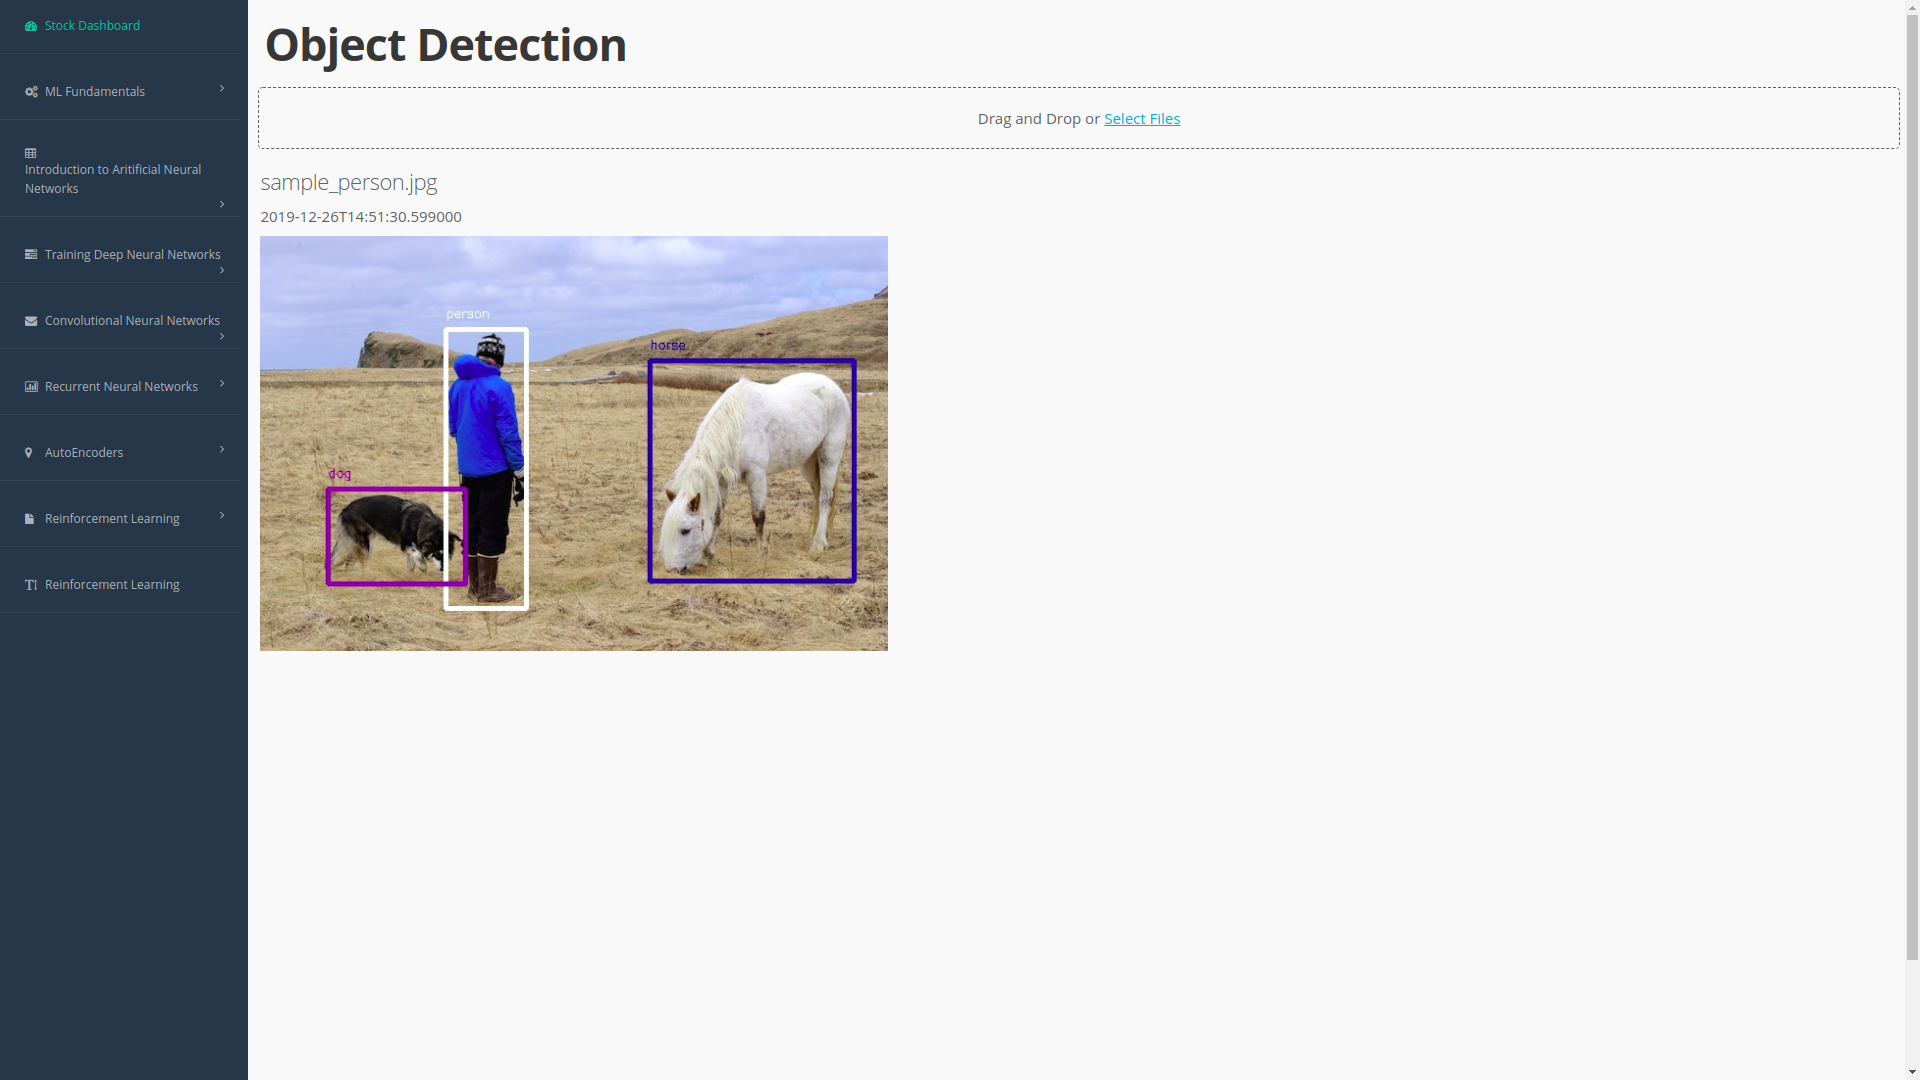 Stock Dashboard
ML Fundamentals
Introduction to Aritificial Neural
Networks
Training Deep Neural Networks
Convolutional Neural Networks
Recurrent Neural Networks
AutoEncoders
Reinforcement Learning
Reinforcement Learning
Object Detection
Drag and Drop or Select Files
sample_person.jpg
2019-12-26T14:51:30.599000
person
horse
dog